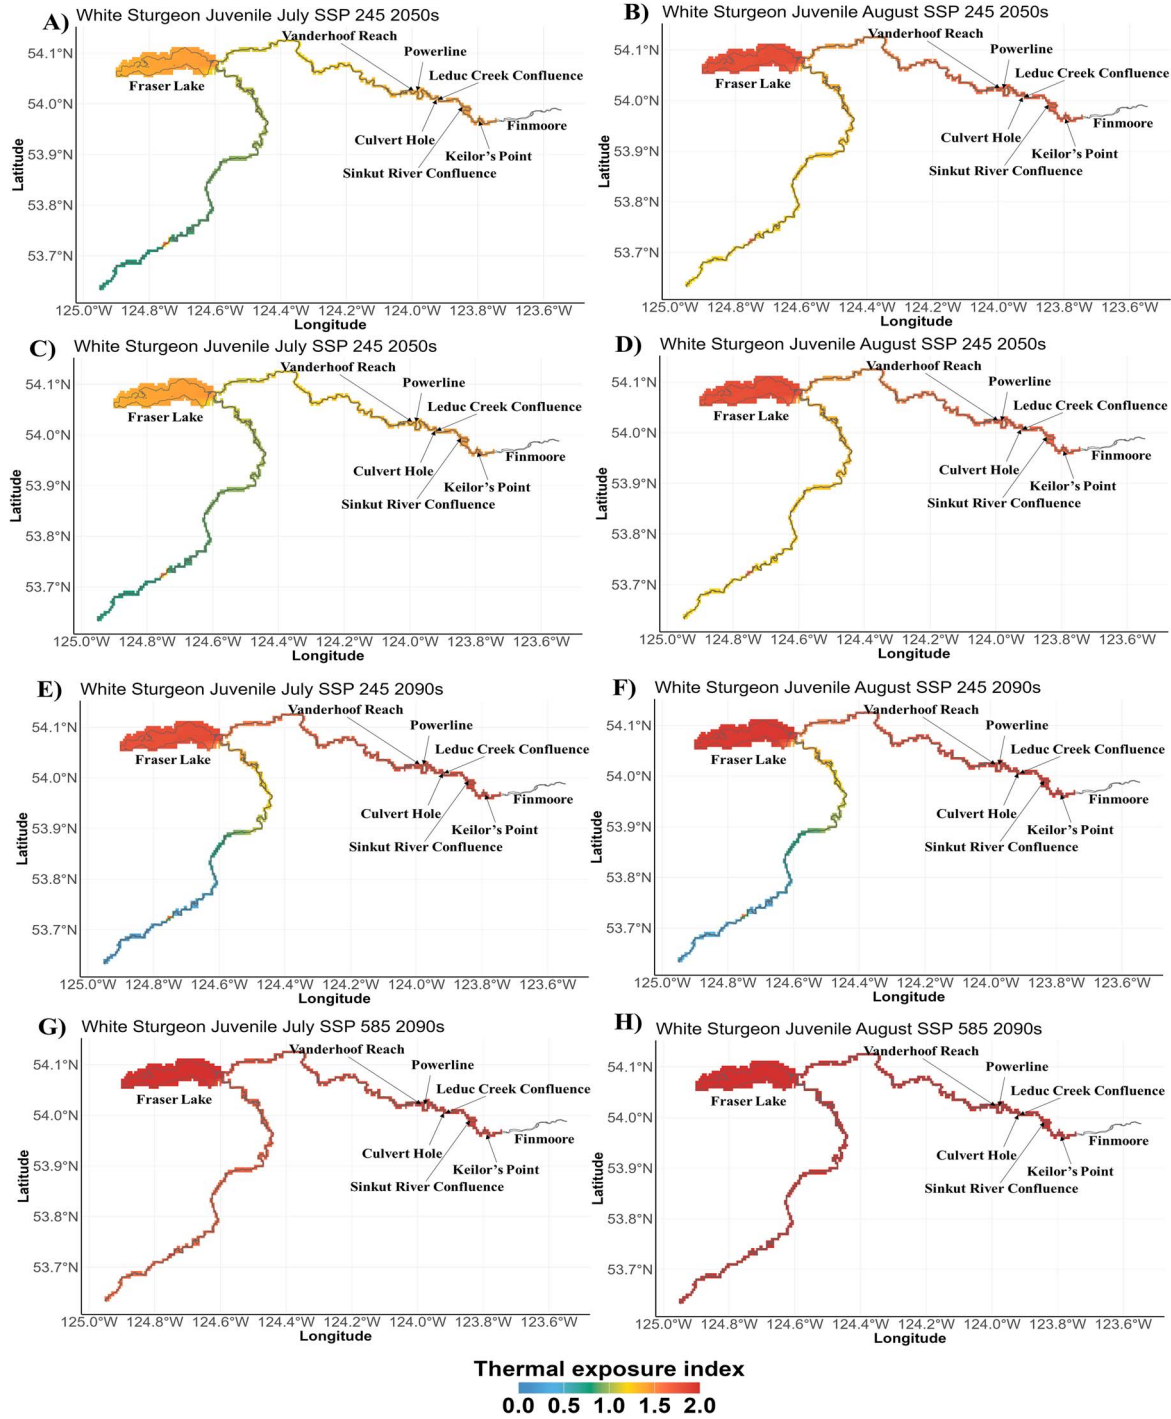 A) White Sturgeon Juvenile July SSP 245 2050s
54.1°N
54.0°N
53.9°N
53.8°N
53.7°N
Latitude
Vanderhoof Reach
Powerline
Leduc Creek Confluence
Fraser Lake
Finmoore
Culvert Hole
Keilor's Point
Sinkut River Confluence
125.0°W 124.8°W 124.6°W 124.4°W 124.2°W 124.0°W 123.8°W 123.6°W
Longitude
B) White Sturgeon Juvenile August SSP 245 2050s
54.1°N
54.0°N
53.9°N
53.8°N
53.7°N
Latitude
Vanderhoof Reach
Powerline
Leduc Creek Confluence
Fraser Lake
Finmoore
Culvert Hole
Keilor's Point
Sinkut River Confluence
125.0°W 124.8°W 124.6°W 124.4°W 124.2°W 124.0°W 123.8°W 123.6°W
Longitude
C) White Sturgeon Juvenile July SSP 245 2050s
54.1°N
54.0°N
53.9°N
53.8°N
53.7°N
Latitude
Vanderhoof Reach
Powerline
Leduc Creek Confluence
Fraser Lake
Finmoore
Culvert Hole
Keilor's Point
Sinkut River Confluence
125.0°W 124.8°W 124.6°W 124.4°W 124.2°W 124.0°W 123.8°W 123.6°W
Longitude
D) White Sturgeon Juvenile August SSP 245 2050s
54.1°N
54.0°N
53.9°N
53.8°N
53.7°N
Latitude
Vanderhoof Reach
Powerline
Leduc Creek Confluence
Fraser Lake
Finmoore
Culvert Hole
Keilor's Point
Sinkut River Confluence
125.0°W 124.8°W 124.6°W 124.4°W 124.2°W 124.0°W 123.8°W 123.6°W
Longitude
E) White Sturgeon Juvenile July SSP 245 2090s
54.1°N
54.0°N
53.9°N
53.8°N
53.7°N
Latitude
Vanderhoof Reach
Powerline
Leduc Creek Confluence
Fraser Lake
Finmoore
Culvert Hole
Keilor's Point
Sinkut River Confluence
125.0°W 124.8°W 124.6°W 124.4°W 124.2°W 124.0°W 123.8°W 123.6°W
Longitude
F) White Sturgeon Juvenile August SSP 245 2090s
54.1°N
54.0°N
53.9°N
53.8°N
53.7°N
Latitude
Vanderhoof Reach
Powerline
Leduc Creek Confluence
Fraser Lake
Finmoore
Culvert Hole
Keilor's Point
Sinkut River Confluence
125.0°W 124.8°W 124.6°W 124.4°W 124.2°W 124.0°W 123.8°W 123.6°W
Longitude
G) White Sturgeon Juvenile July SSP 585 2090s
54.1°N
54.0°N
53.9°N
53.8°N
53.7°N
Latitude
Vanderhoof Reach
Powerline
Leduc Creek Confluence
Fraser Lake
Finmoore
Culvert Hole
Keilor's Point
Sinkut River Confluence
125.0°W 124.8°W 124.6°W 124.4°W 124.2°W 124.0°W 123.8°W 123.6°W
Longitude
H) White Sturgeon Juvenile August SSP 585 2090s
54.1°N
54.0°N
53.9°N
53.8°N
53.7°N
Latitude
Vanderhoof Reach
Powerline
Leduc Creek Confluence
Fraser Lake
Finmoore
Culvert Hole
Keilor's Point
Sinkut River Confluence
125.0°W 124.8°W 124.6°W 124.4°W 124.2°W 124.0°W 123.8°W 123.6°W
Longitude
Thermal exposure index
0.0 0.5 1.0 1.5 2.0